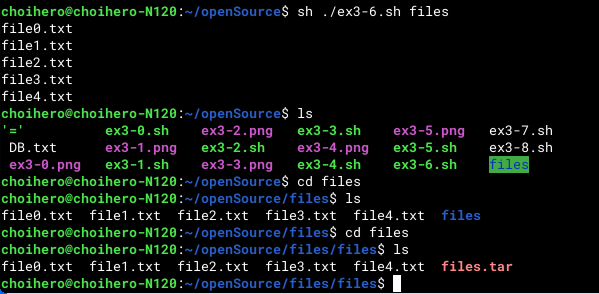 choihero@choihero-N120:~/openSource$ sh ./ex3-6.sh files
file0.txt
file1.txt
file2.txt
file3.txt
file4.txt
choihero@choihero-N120:~/openSource$ ls
'=' ex3-0.sh ex3-2.png ex3-3.sh ex3-5.png ex3-7.sh
DB.txt ex3-1.png ex3-2.sh ex3-4.png ex3-5.sh ex3-8.sh
ex3-0.png ex3-1.sh ex3-3.png ex3-4.sh ex3-6.sh files
choihero@choihero-N120:~/openSource$ cd files
choihero@choihero-N120:~/openSource/files$ ls
file0.txt file1.txt file2.txt file3.txt file4.txt files
choihero@choihero-N120:~/openSource/files$ cd files
choihero@choihero-N120:~/openSource/files/files$ ls
file0.txt file1.txt file2.txt file3.txt file4.txt files.tar
choihero@choihero-N120:~/openSource/files/files$